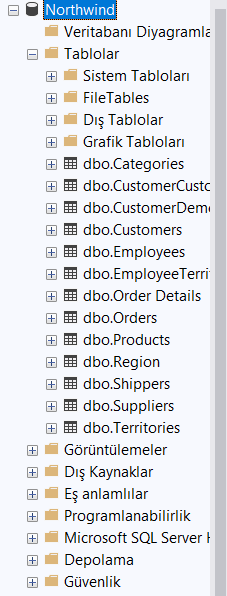 Northwind
Veritabanı Diyagramla
Tablolar
Sistem Tabloları
FileTables
Dış Tablolar
Grafik Tabloları
dbo.Categories
dbo.CustomerCusto
dbo.CustomerDemo
dbo.Customers
dbo.Employees
dbo.EmployeeTerrit
dbo.Order Details
dbo.Orders
dbo.Products
dbo.Region
dbo.Shippers
dbo.Suppliers
dbo.Territories
Görüntülemeler
Dış Kaynaklar
Eş anlamlılar
Programlanabilirlik
Microsoft SQL Server H
Depolama
Güvenlik